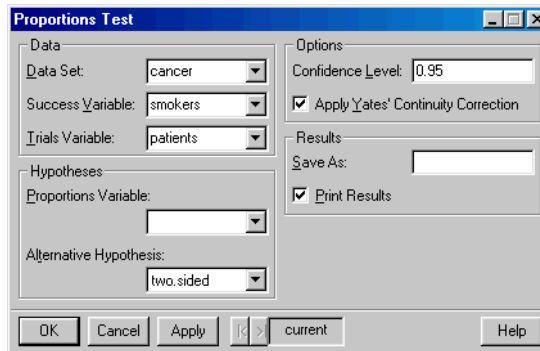 Proportions Test
Data
Data Set: cancer
Success Variable: smokers
Trials Variable: patients
Hypotheses
Proportions Variable:
Alternative Hypothesis:
two.sided
Options
Confidence Level: 0.95
Apply Yates' Continuity Correction
Results
Save As:
Print Results
OK Cancel Apply current Help